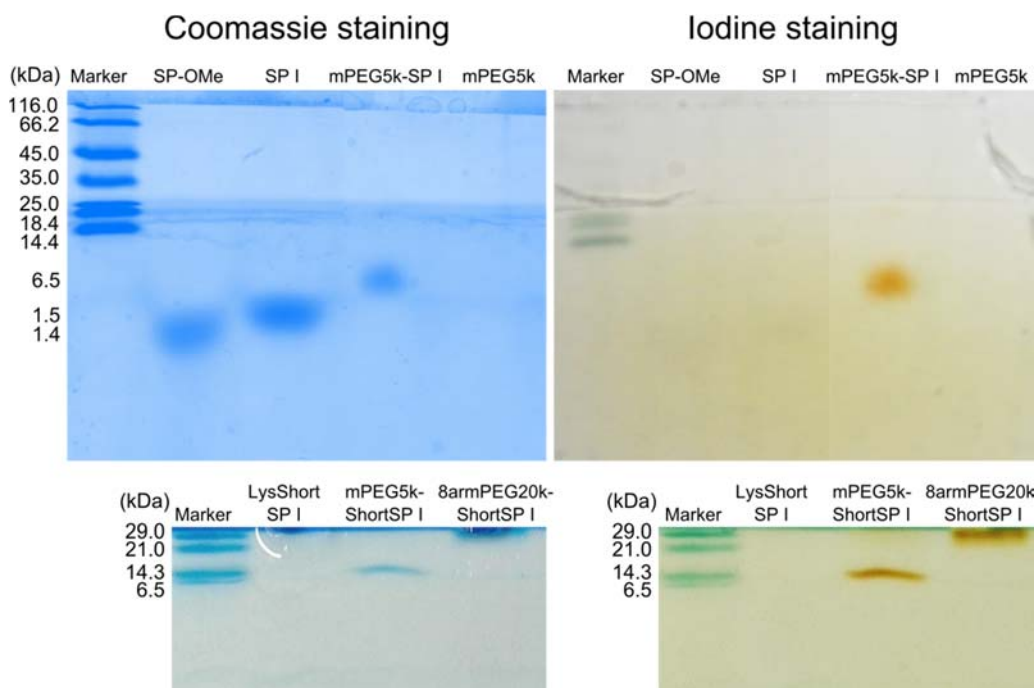 Coomassie staining
Iodine staining
(kDa) Marker SP-OMe SP I mPEG5k-SP I mPEG5k
Marker SP-OMe SP I mPEG5k-SP I mPEG5k
116.0
66.2
45.0
35.0
25.0
18.4
14.4
6.5
1.5
1.4
(kDa)
Marker
LysShort
SP I
mPEG5k-
ShortSP I
8armPEG20k-
ShortSP I
29.0
21.0
14.3
6.5
(kDa)
Marker
LysShort
SP I
mPEG5k-
ShortSP I
8armPEG20k-
ShortSP I
29.0
21.0
14.3
6.5